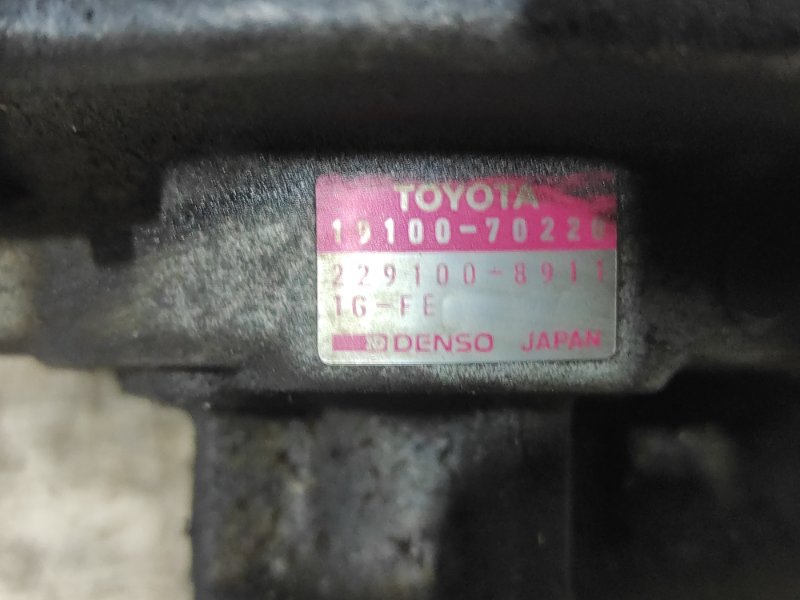 TOYOTA
19100-70220
229100-8911
1G-FE
DENSO JAPAN